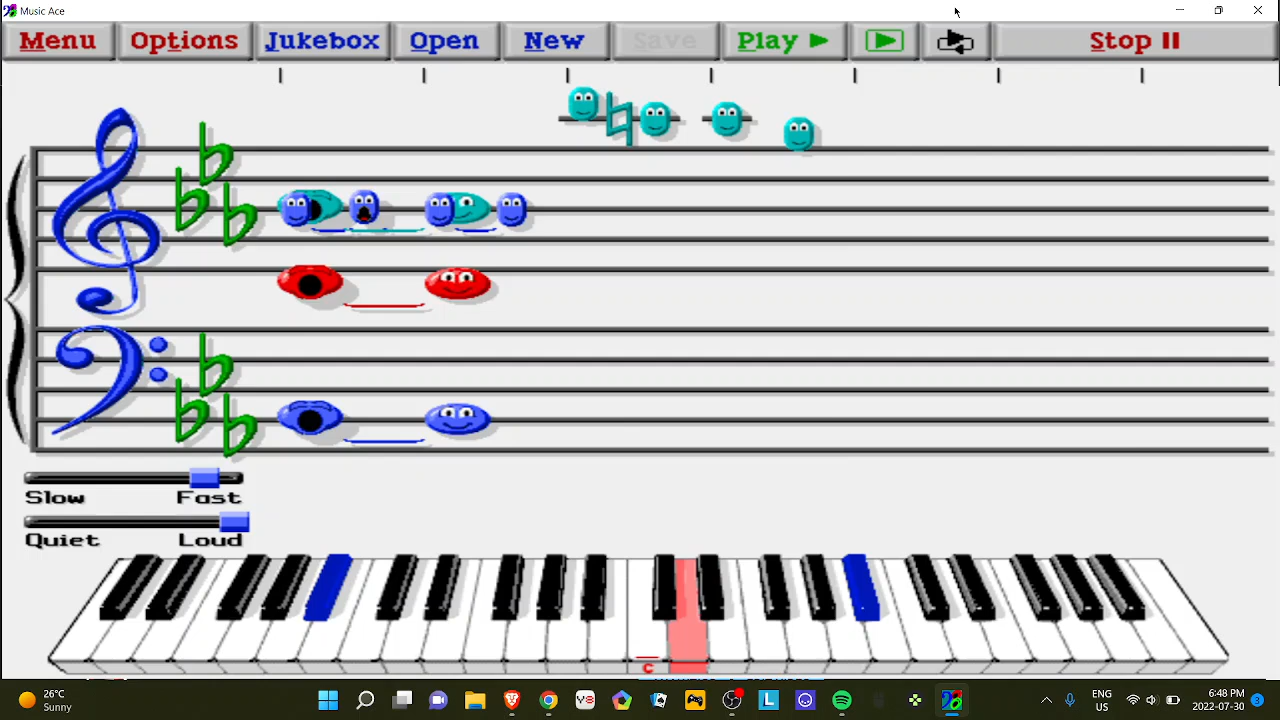 Music Ace
Menu Options Jukebox Open New Save Play Stop
Slow Fast
Quiet Loud
C
26°C
Sunny
ENG
US
6:48 PM
2022-07-30
3